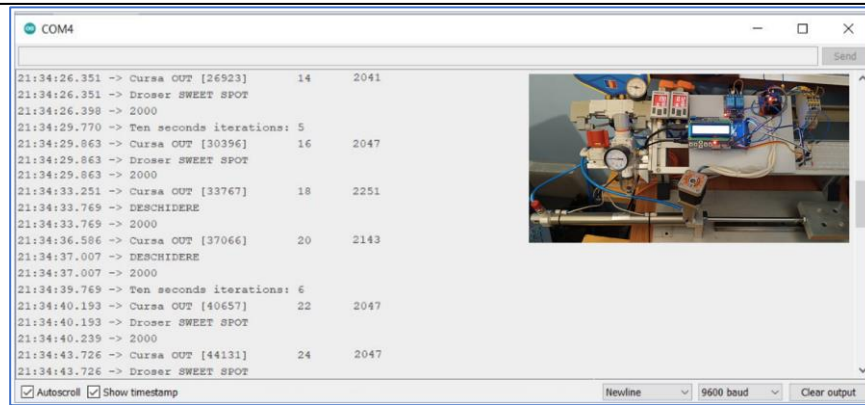 COM4
Send
21:34:26.351 -> Cursa OUT [26923] 14 2041
21:34:26.351 -> Droser SWEET SPOT
21:34:26.398 -> 2000
21:34:29.770 -> Ten seconds iterations: 5
21:34:29.863 -> Cursa OUT [30396] 16 2047
21:34:29.863 -> Droser SWEET SPOT
21:34:29.863 -> 2000
21:34:33.251 -> Cursa OUT [33767] 18 2251
21:34:33.769 -> DESCHIDERE
21:34:33.769 -> 2000
21:34:36.586 -> Cursa OUT [37066] 20 2143
21:34:37.007 -> DESCHIDERE
21:34:37.007 -> 2000
21:34:39.769 -> Ten seconds iterations: 6
21:34:40.193 -> Cursa OUT [40657] 22 2047
21:34:40.193 -> Droser SWEET SPOT
21:34:40.239 -> 2000
21:34:43.726 -> Cursa OUT [44131] 24 2047
21:34:43.726 -> Droser SWEET SPOT
Autoscroll Show timestamp Newline 9600 baud Clear output